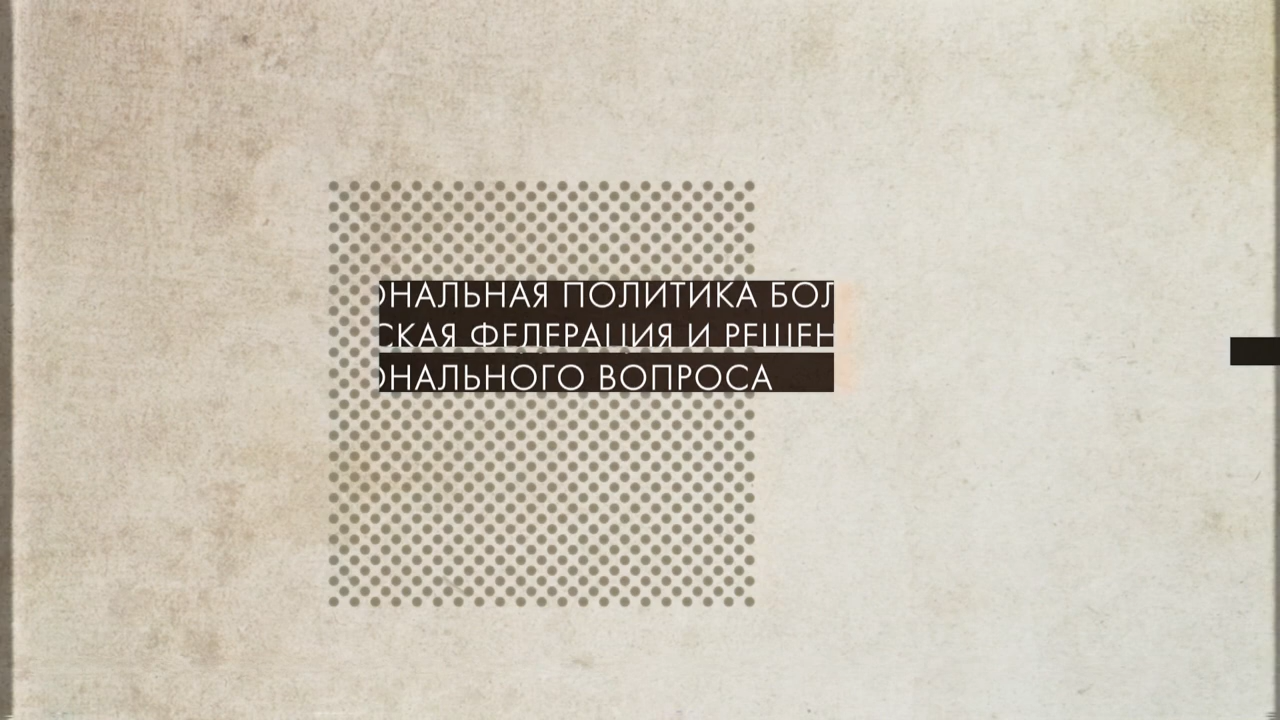 ОНАЛЬНАЯ ПОЛИТИКА БОЛ
СКАЯ ФЕДЕРАЦИЯ И РЕШЕН
ОНАЛЬНОГО ВОПРОСА